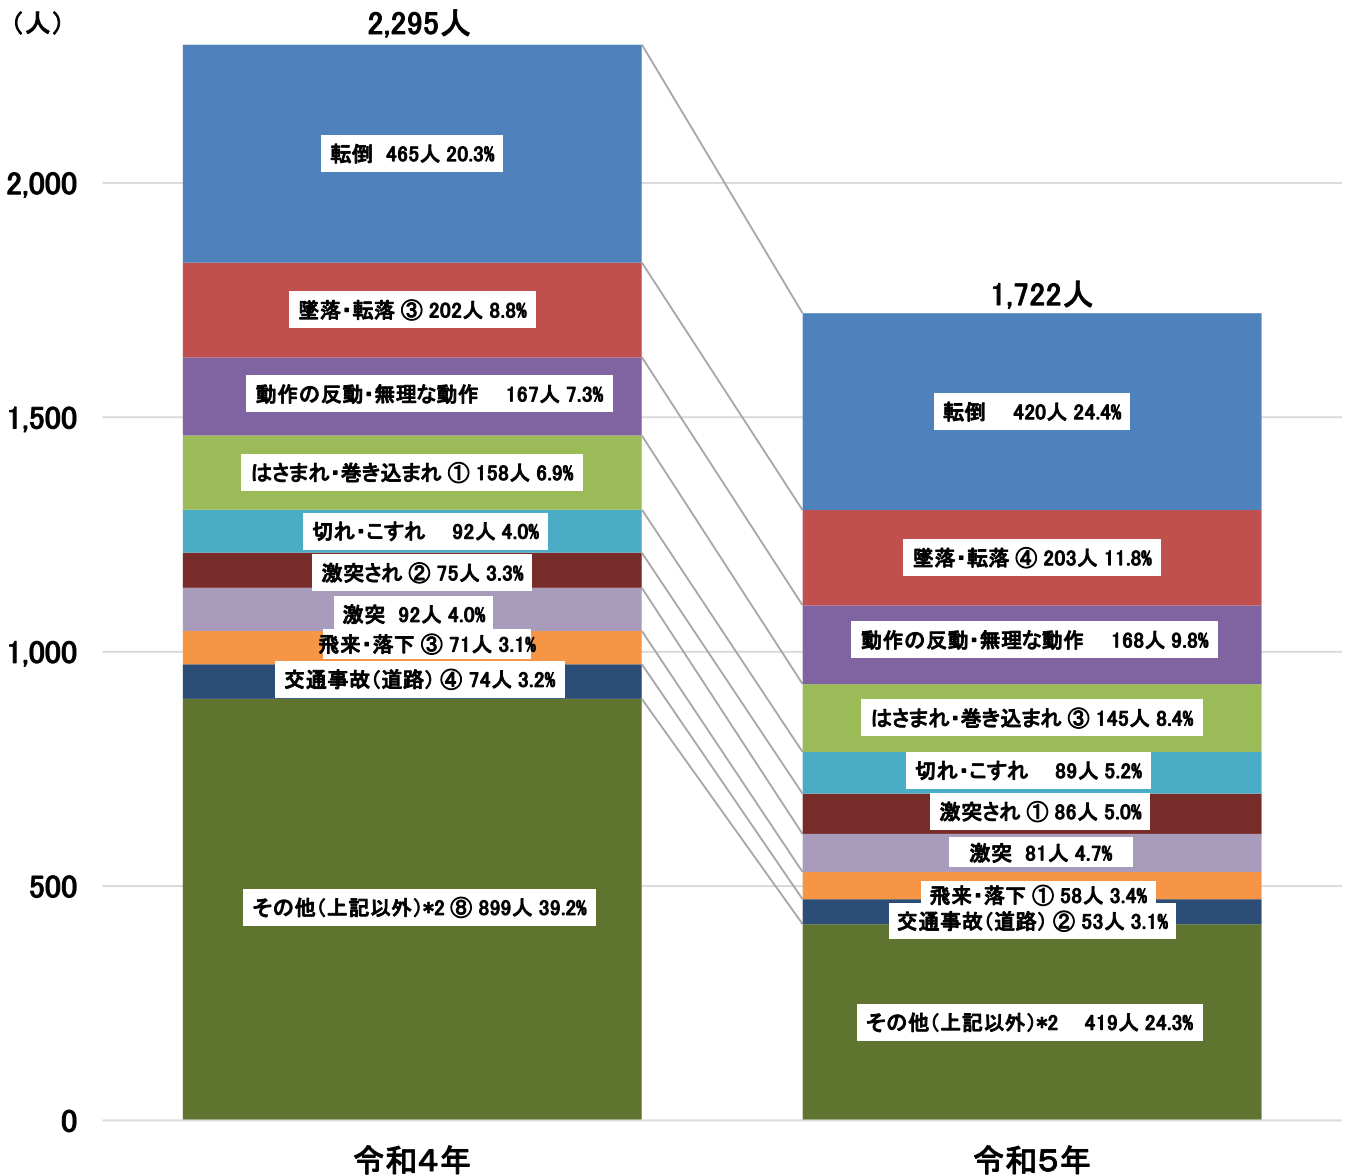 （人）
2,295人
転倒 465人 20.3%
2,000
墜落・転落 ③ 202人 8.8%
1,722人
動作の反動・無理な動作 167人 7.3%
1,500
転倒 420人 24.4%
はさまれ・巻き込まれ ① 158人 6.9%
切れ・こすれ 92人 4.0%
墜落・転落 ④ 203人 11.8%
激突され ② 75人 3.3%
激突 92人 4.0%
飛来・落下 ③ 71人 3.1%
動作の反動・無理な動作 168人 9.8%
1,000
交通事故（道路） ④ 74人 3.2%
はさまれ・巻き込まれ ③ 145人 8.4%
切れ・こすれ 89人 5.2%
激突され ① 86人 5.0%
激突 81人 4.7%
500
飛来・落下 ① 58人 3.4%
その他（上記以外）*2 ⑧ 899人 39.2%
交通事故（道路） ② 53人 3.1%
その他（上記以外）*2 419人 24.3%
0
令和4年
令和5年